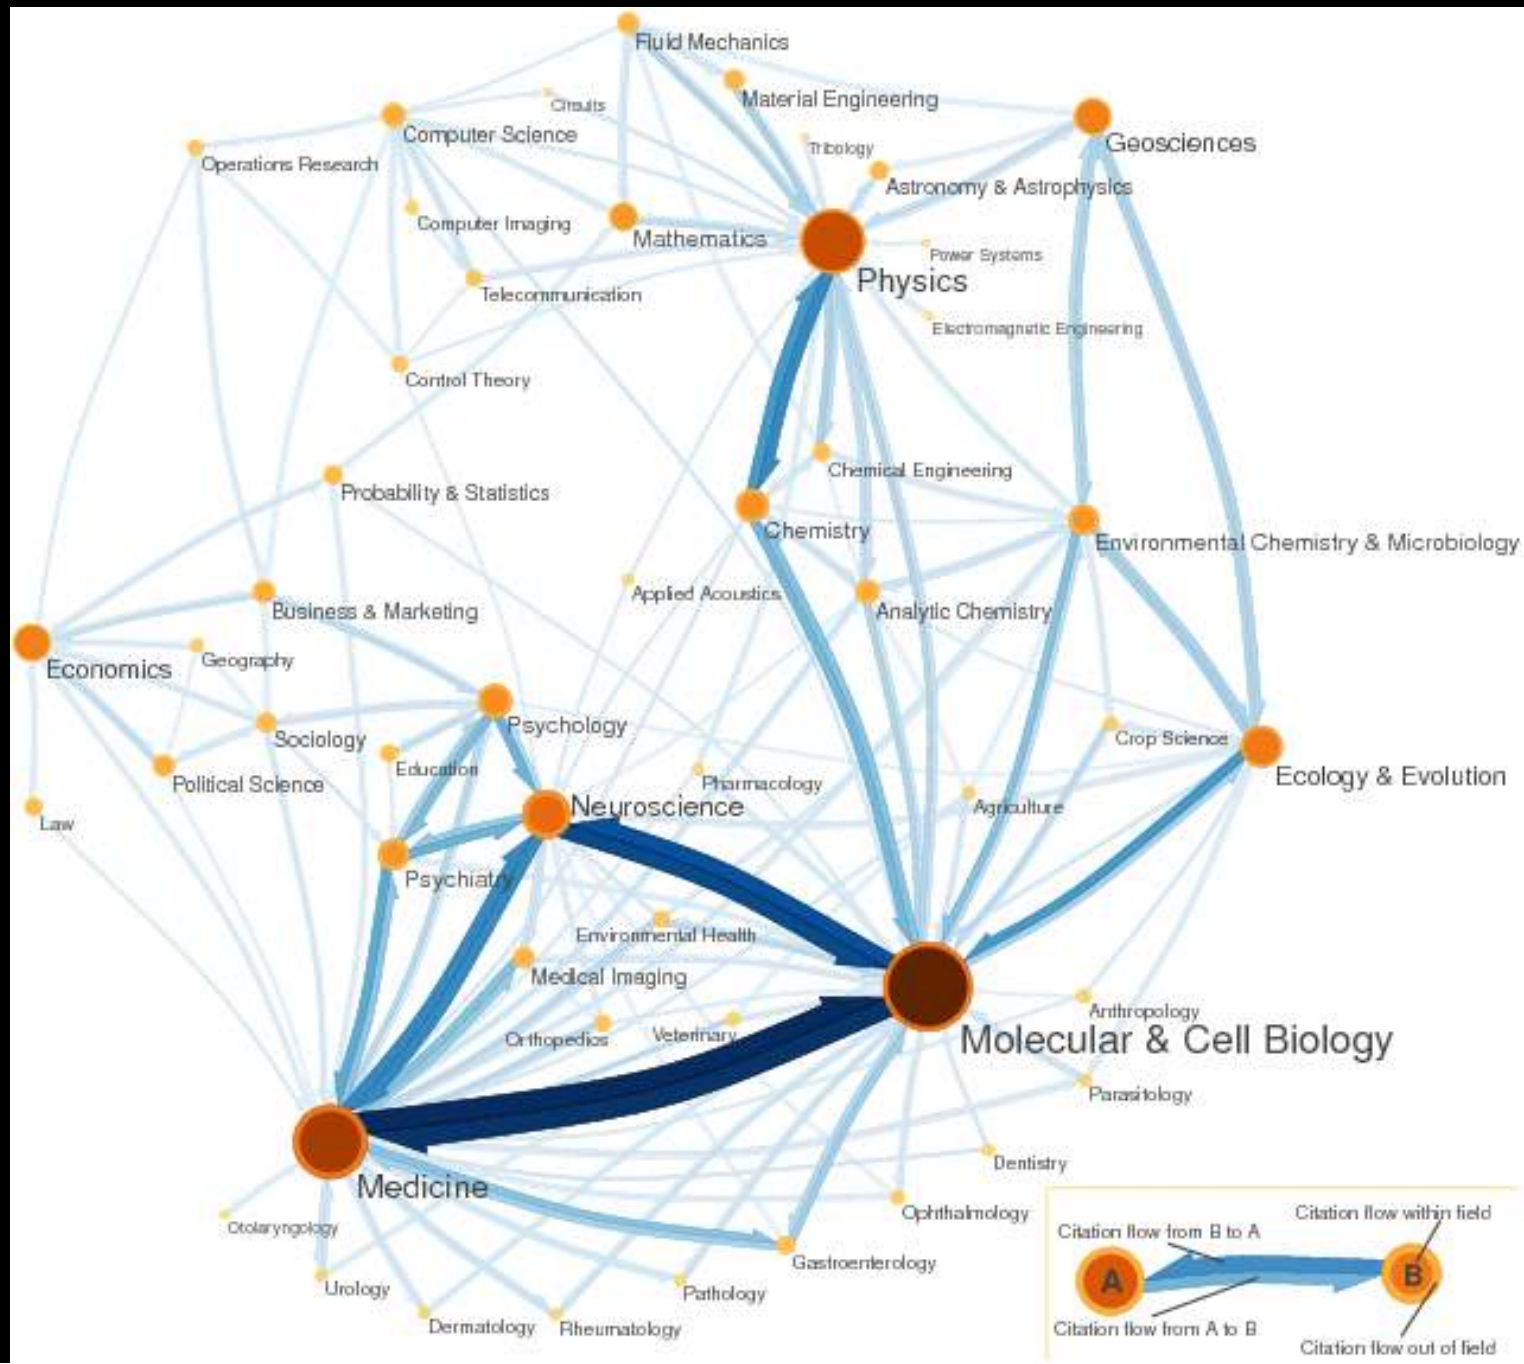 Fluid Mechanics
Circuits
Material Engineering
Computer Science
Operations Research
Tribology
Geosciences
Astronomy & Astrophysics
Computer Imaging
Mathematics
Power Systems
Physics
Telecommunication
Electromagnetic Engineering
Control Theory
Chemical Engineering
Probability & Statistics
Chemistry
Environmental Chemistry & Microbiology
Applied Acoustics
Analytic Chemistry
Business & Marketing
Economics
Geography
Psychology
Sociology
Education
Crop Science
Political Science
Pharmacology
Ecology & Evolution
Neuroscience
Agriculture
Law
Psychiatry
Environmental Health
Medical Imaging
Orthopedics
Veterinary
Anthropology
Molecular & Cell Biology
Parasitology
Dentistry
Medicine
Otolaryngology
Ophthalmology
Gastroenterology
Urology
Pathology
Dermatology
Rheumatology
Citation flow from B to A
Citation flow within field
A
B
Citation flow from A to B
Citation flow out of field